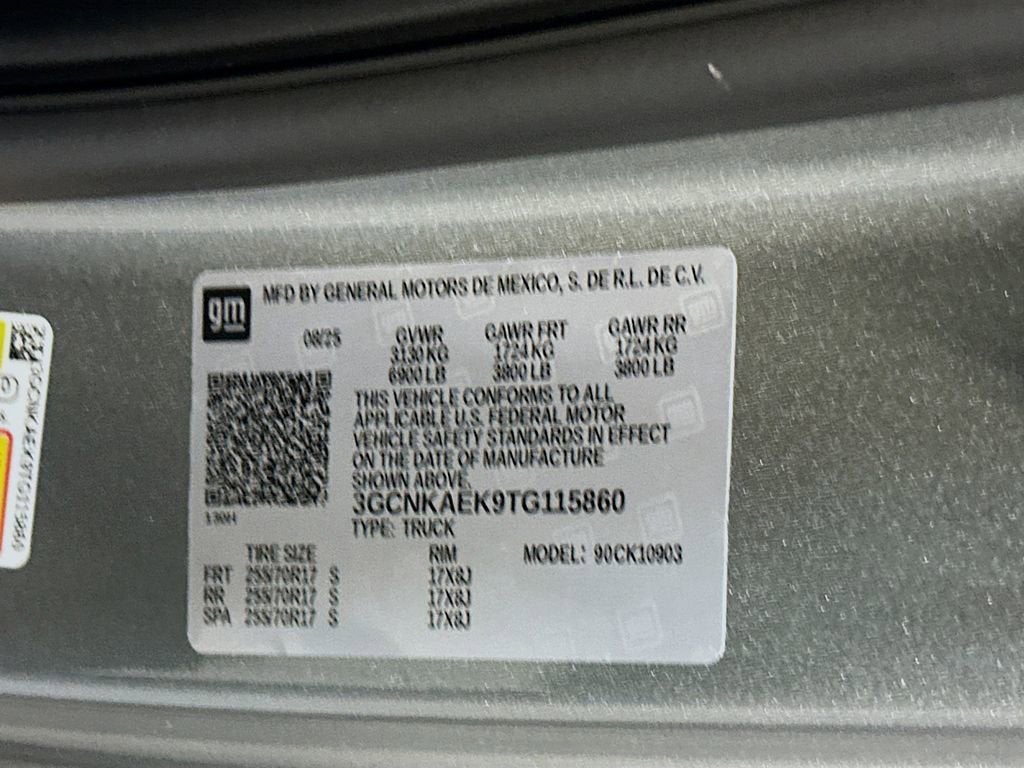 gm
MFD BY GENERAL MOTORS DE MEXICO, S. DE R.L. DE C.V.
08/25 GVWR GAWR FRT GAWR RR
3130 KG 1724 KG 1724 KG
6900 LB 3800 LB 3800 LB
THIS VEHICLE CONFORMS TO ALL
APPLICABLE U.S. FEDERAL MOTOR
VEHICLE SAFETY STANDARDS IN EFFECT
ON THE DATE OF MANUFACTURE
SHOWN ABOVE.
3GCNKAEK9TG115860
TYPE: TRUCK
TIRE SIZE RIM MODEL: 90CK10903
FRT 255/70R17 S 17X8J
RR 255/70R17 S 17X8J
SPA 255/70R17 S 17X8J